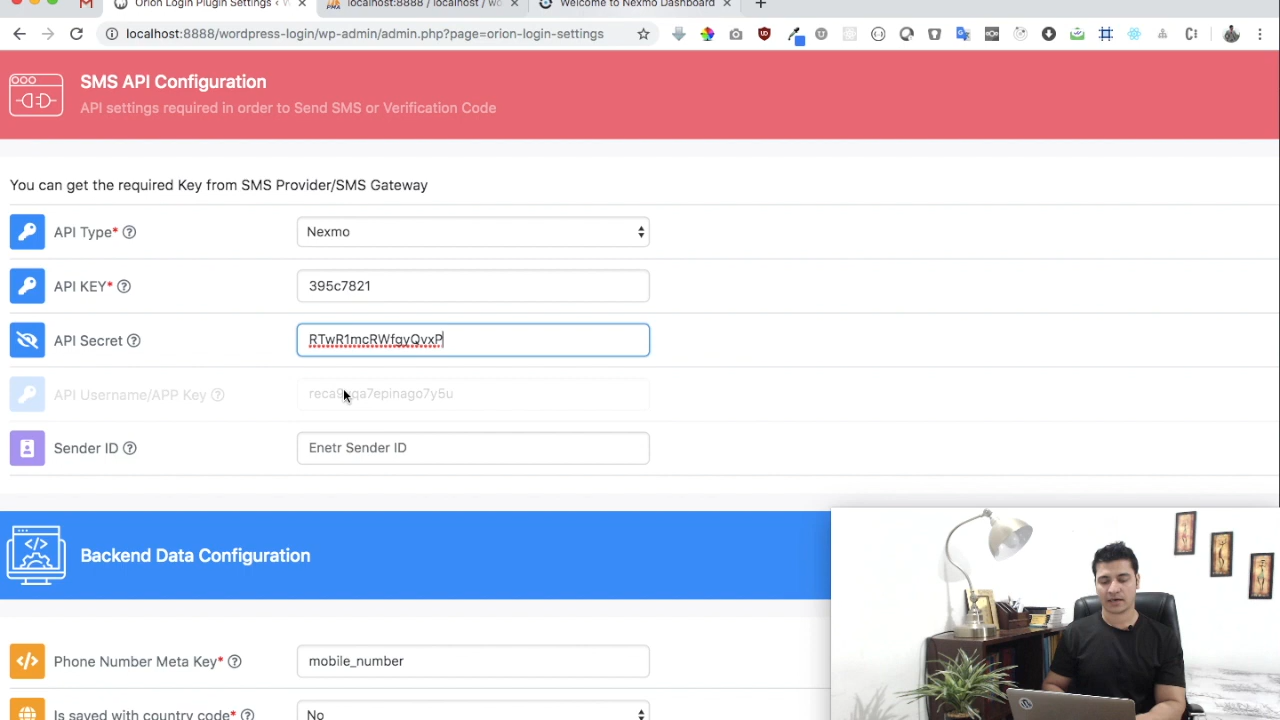 Orion Login Plugin Settings
localhost:8888 / localhost / wo
Welcome to Nexmo Dashboard
localhost:8888/wordpress-login/wp-admin/admin.php?page=orion-login-settings
SMS API Configuration
API settings required in order to Send SMS or Verification Code
You can get the required Key from SMS Provider/SMS Gateway
API Type* Nexmo
API KEY* 395c7821
API Secret RTwR1mcRWfgyQvxP
API Username/APP Key
Sender ID Enetr Sender ID
Backend Data Configuration
Phone Number Meta Key* mobile_number
Is saved with country code* No